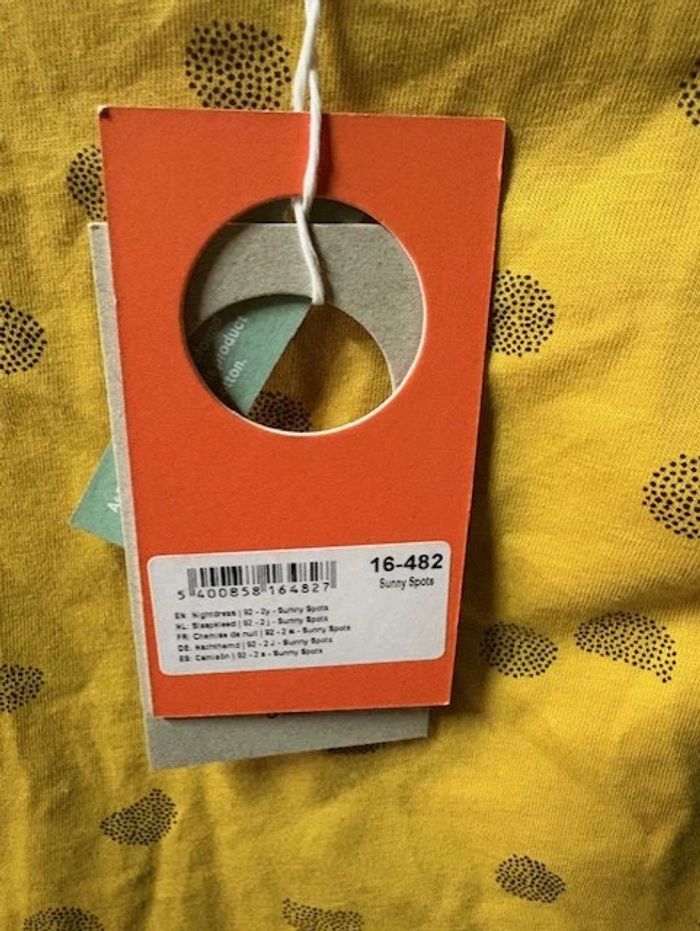 product
tton.
16-482
Sunny Spots
5 400858 164827
EN: Nightdress | 92 - 2y - Sunny Spots
NL: Slaapkleed | 92 - 2 j - Sunny Spots
FR: Chemise de nuit | 92 - 2 a - Sunny Spots
DE: Nachthemd | 92 - 2 J - Sunny Spots
ES: Camisón | 92 - 2 a - Sunny Spots